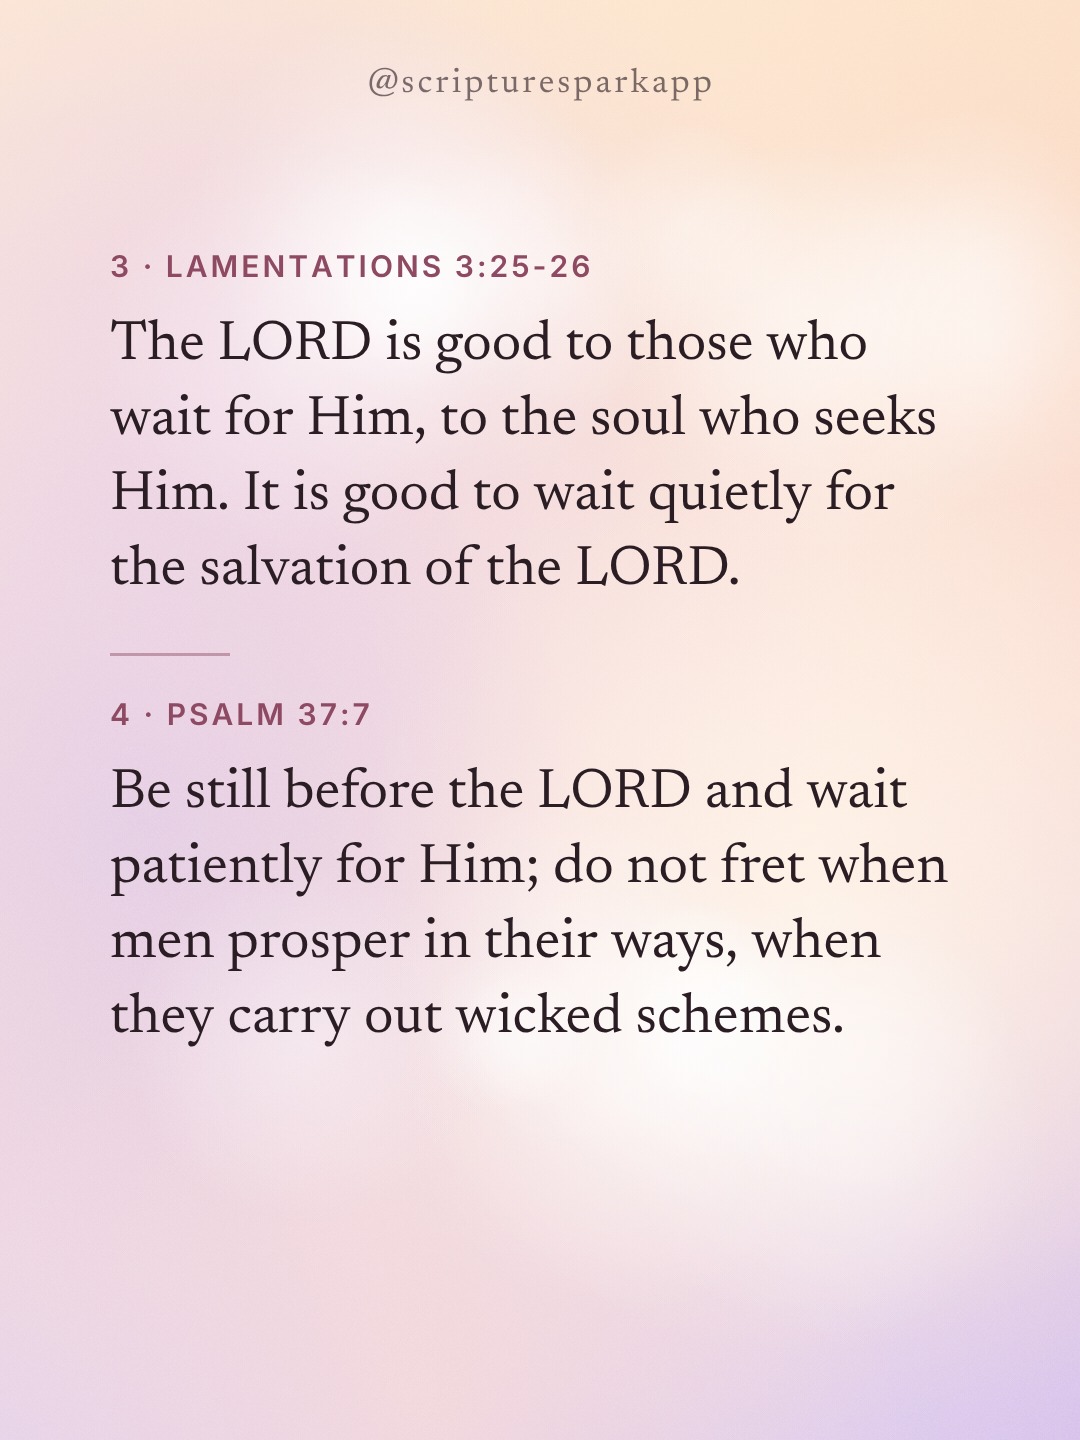 @scripturesparkapp
3 · LAMENTATIONS 3:25-26
The LORD is good to those who
wait for Him, to the soul who seeks
Him. It is good to wait quietly for
the salvation of the LORD.
4 · PSALM 37:7
Be still before the LORD and wait
patiently for Him; do not fret when
men prosper in their ways, when
they carry out wicked schemes.